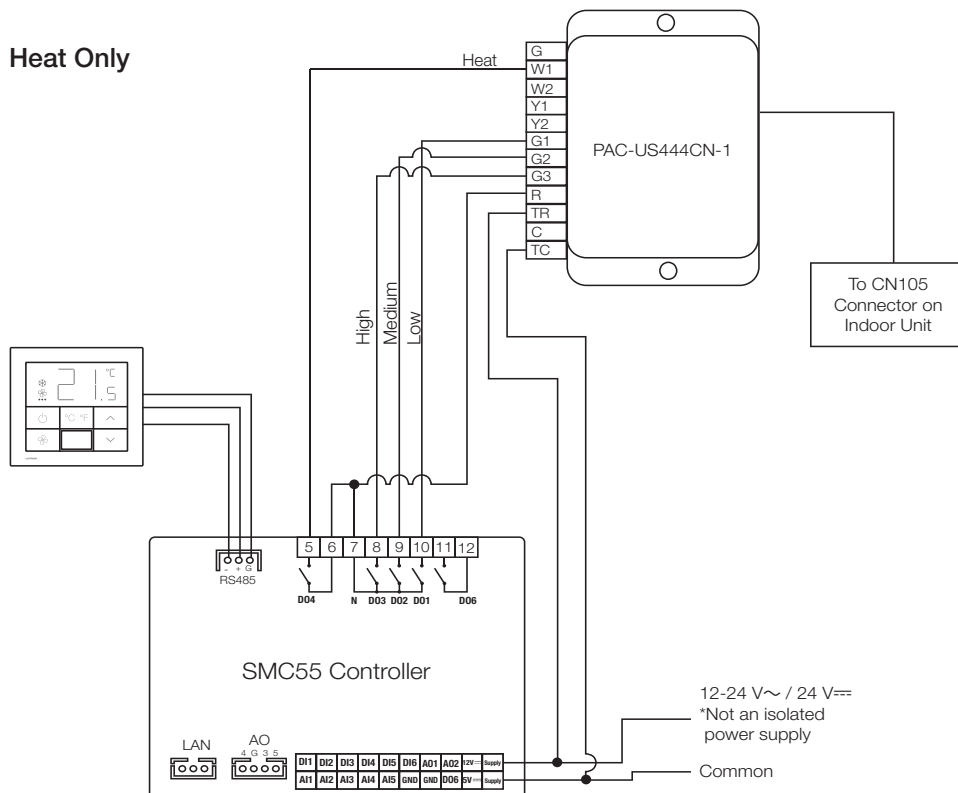 Heat Only
Heat
G
W1
W2
Y1
Y2
G1
G2
G3
R
TR
C
TC
PAC-US444CN-1
To CN105
Connector on
Indoor Unit
High
Medium
Low
21.5 °C
°C °F
5 6 7 8 9 10 11 12
- + G
RS485
DO4 N DO3 DO2 DO1 DO6
SMC55 Controller
12-24 V~ / 24 V⎓
*Not an isolated
power supply
Common
LAN
AO
4 G 3 5
DI1 DI2 DI3 DI4 DI5 DI6 AO1 AO2 12V⎓ Supply
AI1 AI2 AI3 AI4 AI5 GND GND DO6 5V⎓ Supply